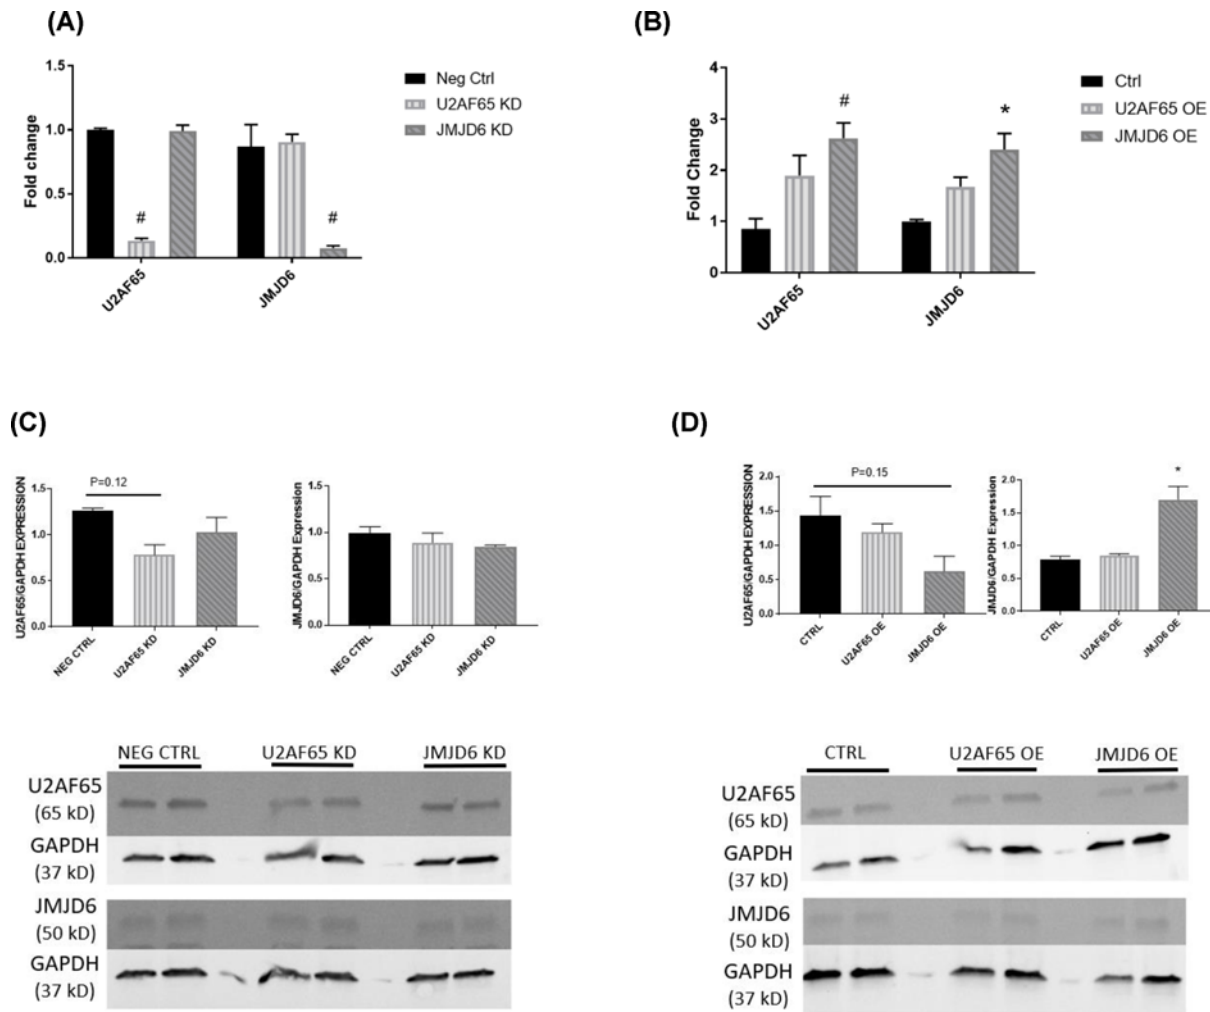 (A)
1.5
1.0
0.5
0.0
Fold change
#
#
U2AF65
JMJD6
Neg Ctrl
U2AF65 KD
JMJD6 KD
(B)
4
3
2
1
0
Fold Change
#
*
U2AF65
JMJD6
Ctrl
U2AF65 OE
JMJD6 OE
(C)
U2AF65/GAPDH EXPRESSION
1.5
1.0
0.5
0.0
P=0.12
NEG CTRL
U2AF65 KD
JMJD6 KD
JMJD6/GAPDH Expression
1.5
1.0
0.5
0.0
NEG CTRL
U2AF65 KD
JMJD6 KD
(D)
U2AF65/GAPDH EXPRESSION
2.0
1.5
1.0
0.5
0.0
P=0.15
CTRL
U2AF65 OE
JMJD6 OE
JMJD6/GAPDH Expression
2.0
1.5
1.0
0.5
0.0
*
CTRL
U2AF65 OE
JMJD6 OE
NEG CTRL
U2AF65 KD
JMJD6 KD
U2AF65
(65 kD)
GAPDH
(37 kD)
JMJD6
(50 kD)
GAPDH
(37 kD)
CTRL
U2AF65 OE
JMJD6 OE
U2AF65
(65 kD)
GAPDH
(37 kD)
JMJD6
(50 kD)
GAPDH
(37 kD)